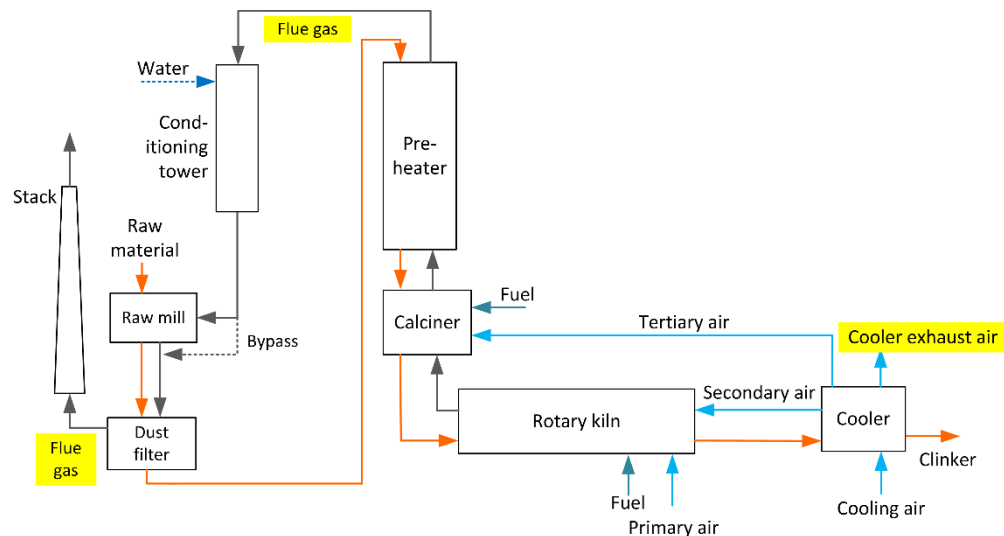 Flue gas
Water
Cond-
itioning
tower
Pre-
heater
Stack
Raw
material
Raw mill
Bypass
Calciner
Fuel
Tertiary air
Cooler exhaust air
Secondary air
Rotary kiln
Cooler
Dust
filter
Flue
gas
Clinker
Fuel
Primary air
Cooling air